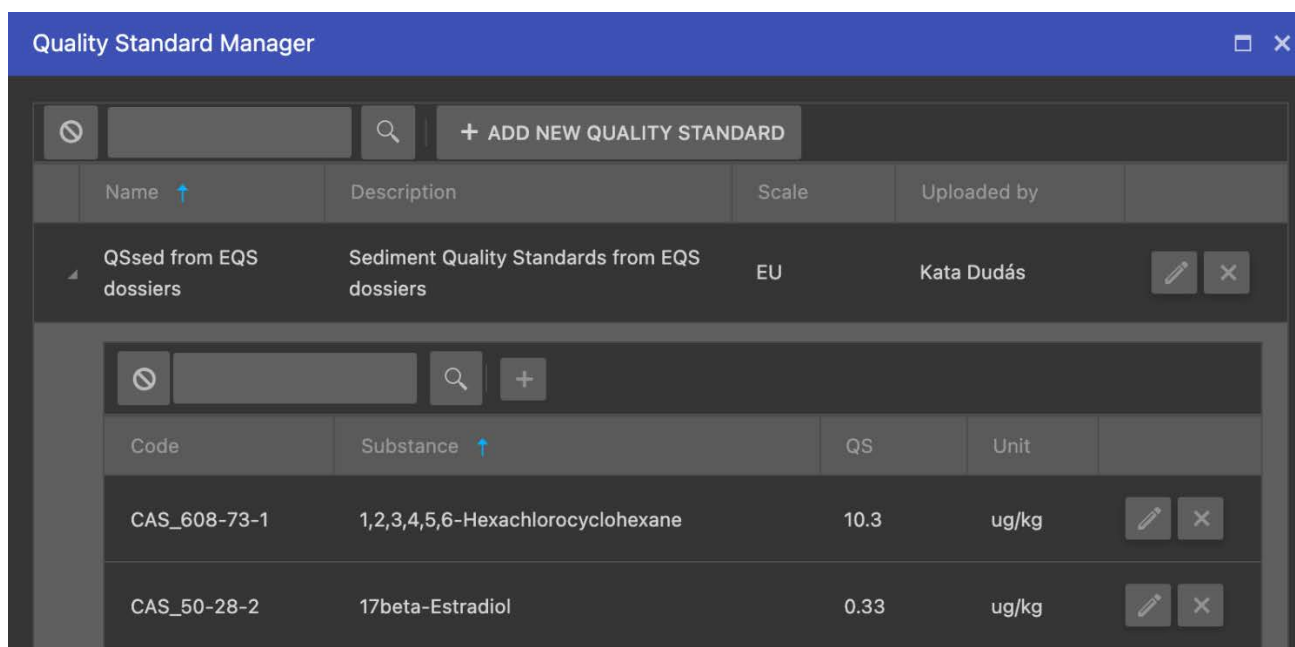 Quality Standard Manager
+ ADD NEW QUALITY STANDARD
Name ↑ Description Scale Uploaded by
QSsed from EQS dossiers Sediment Quality Standards from EQS dossiers EU Kata Dudás
Code Substance ↑ QS Unit
CAS_608-73-1 1,2,3,4,5,6-Hexachlorocyclohexane 10.3 ug/kg
CAS_50-28-2 17beta-Estradiol 0.33 ug/kg